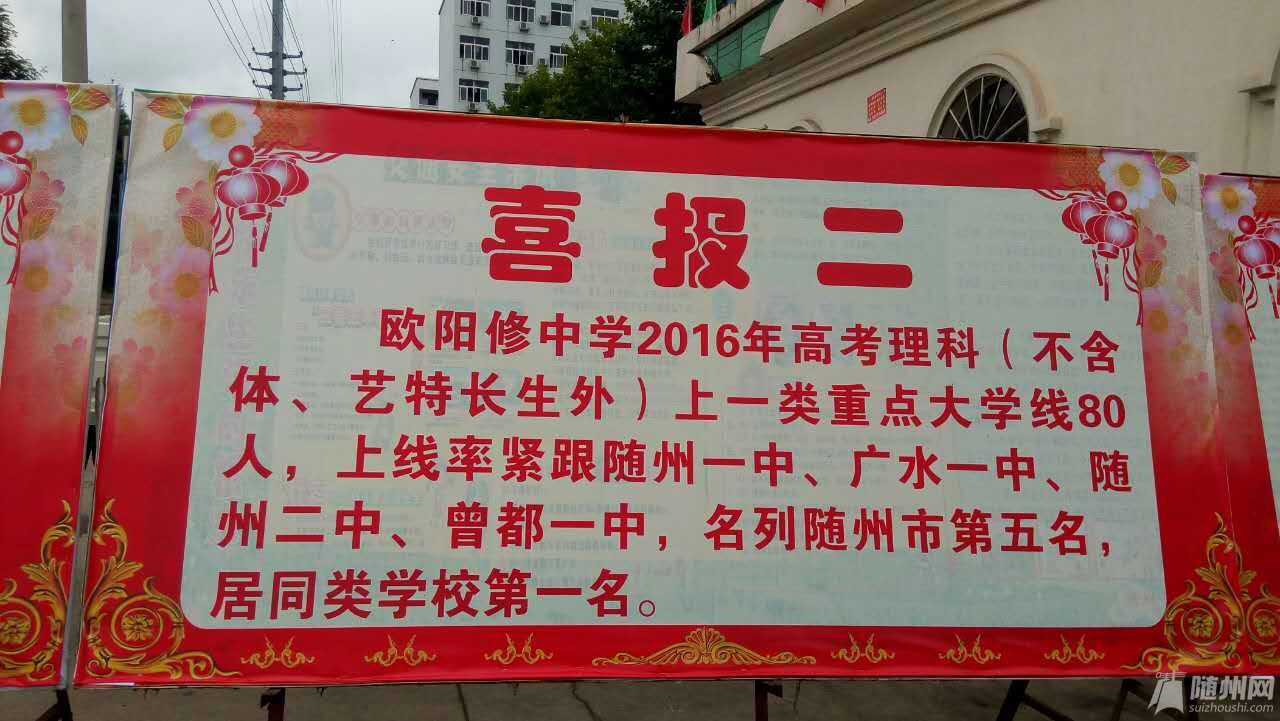 喜报二
欧阳修中学2016年高考理科（不含
体、艺特长生外）上一类重点大学线80
人，上线率紧跟随州一中、广水一中、随
州二中、曾都一中，名列随州市第五名，
居同类学校第一名。
随州网
suizhoushi.com